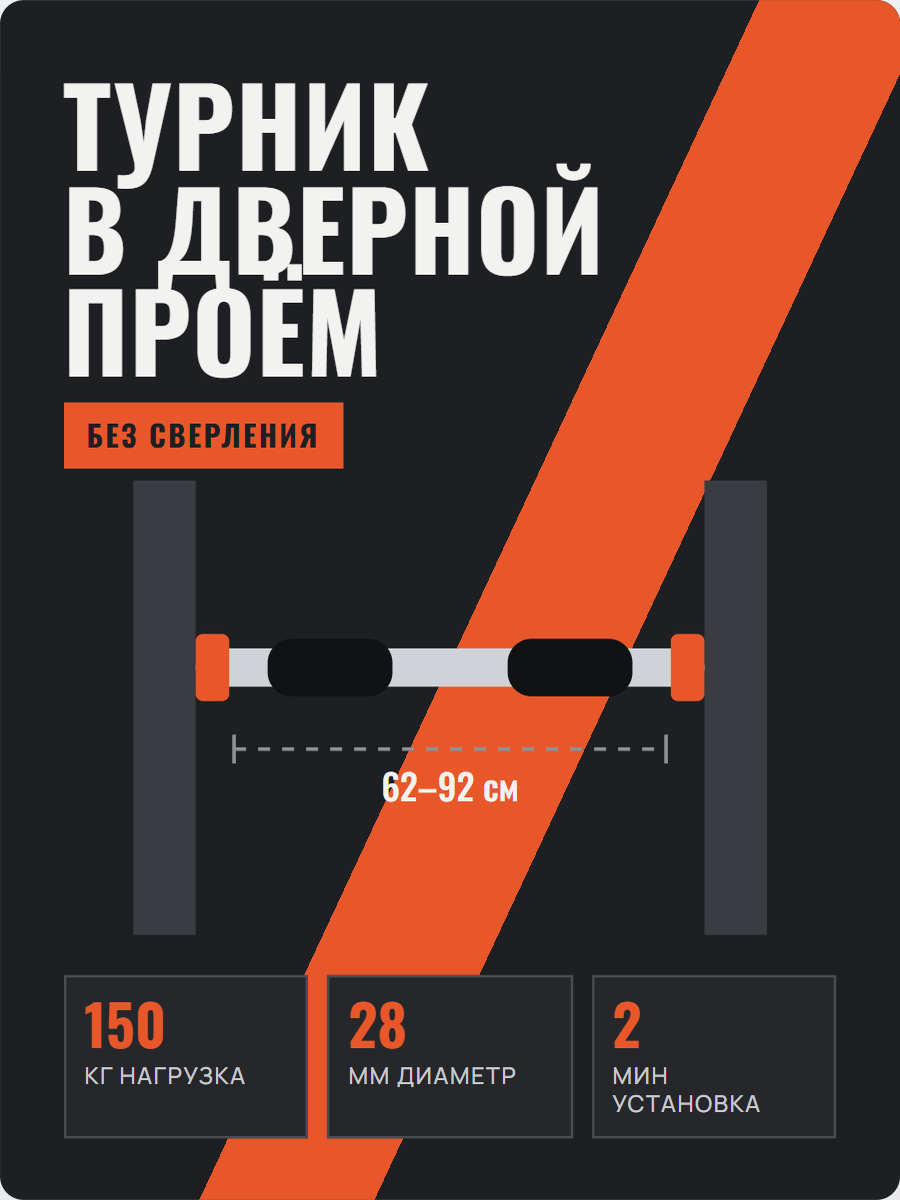 ТУРНИК
В ДВЕРНОЙ
ПРОЁМ
БЕЗ СВЕРЛЕНИЯ
62–92 см
150
КГ НАГРУЗКА
28
ММ ДИАМЕТР
2
МИН
УСТАНОВКА